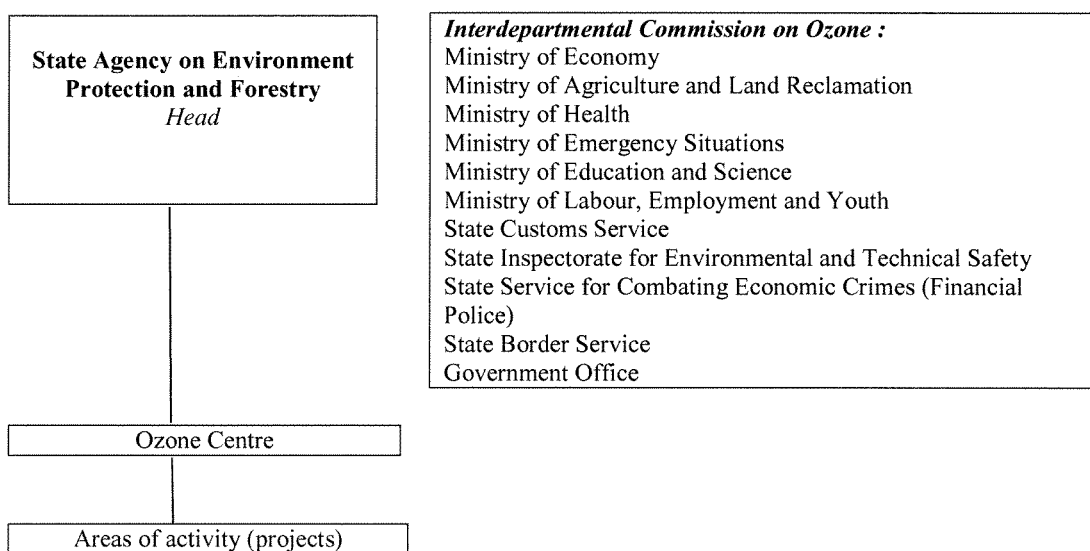 State Agency on Environment
Protection and Forestry
Head
Interdepartmental Commission on Ozone :
Ministry of Economy
Ministry of Agriculture and Land Reclamation
Ministry of Health
Ministry of Emergency Situations
Ministry of Education and Science
Ministry of Labour, Employment and Youth
State Customs Service
State Inspectorate for Environmental and Technical Safety
State Service for Combating Economic Crimes (Financial
Police)
State Border Service
Government Office
Ozone Centre
Areas of activity (projects)